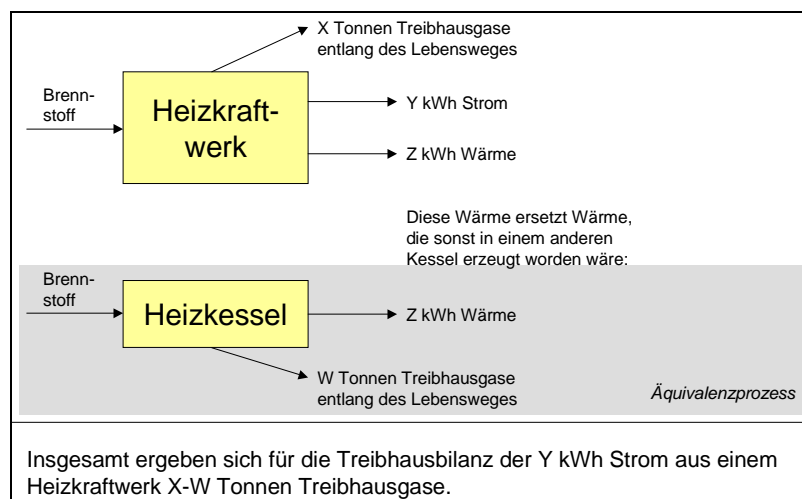 X Tonnen Treibhausgase
entlang des Lebensweges
Brenn-
stoff
Heizkraft-
werk
Y kWh Strom
Z kWh Wärme
Diese Wärme ersetzt Wärme,
die sonst in einem anderen
Kessel erzeugt worden wäre:
Brenn-
stoff
Heizkessel
Z kWh Wärme
W Tonnen Treibhausgase
entlang des Lebensweges
Äquivalenzprozess
Insgesamt ergeben sich für die Treibhausbilanz der Y kWh Strom aus einem
Heizkraftwerk X-W Tonnen Treibhausgase.